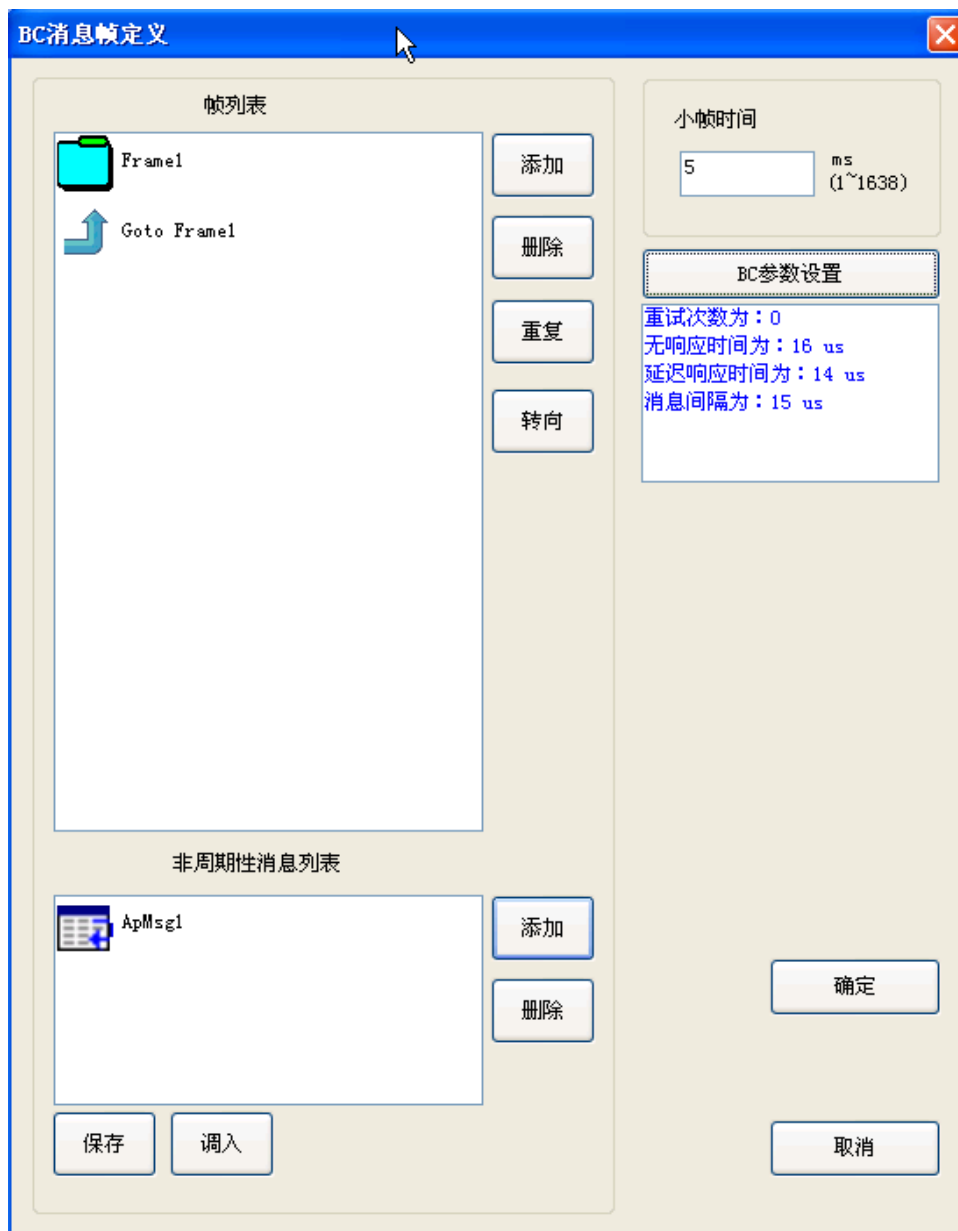 BC消息帧定义
帧列表
Frame1
Goto Frame1
添加
删除
重复
转向
小帧时间
5
ms
(1~1638)
BC参数设置
重试次数为：0
无响应时间为：16 us
延迟响应时间为：14 us
消息间隔为：15 us
非周期性消息列表
ApMsg1
添加
删除
保存
调入
确定
取消